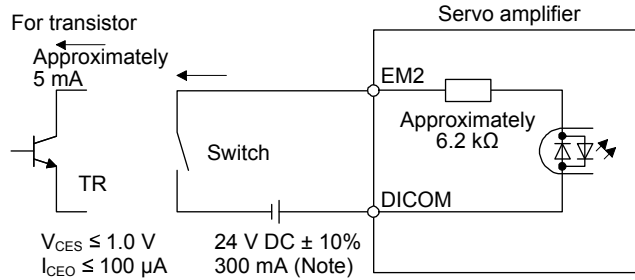 Servo amplifier
For transistor
Approximately
5 mA
EM2
Approximately
6.2 kΩ
Switch
TR
DICOM
VCES ≤ 1.0 V
ICEO ≤ 100 µA
24 V DC ± 10%
300 mA (Note)